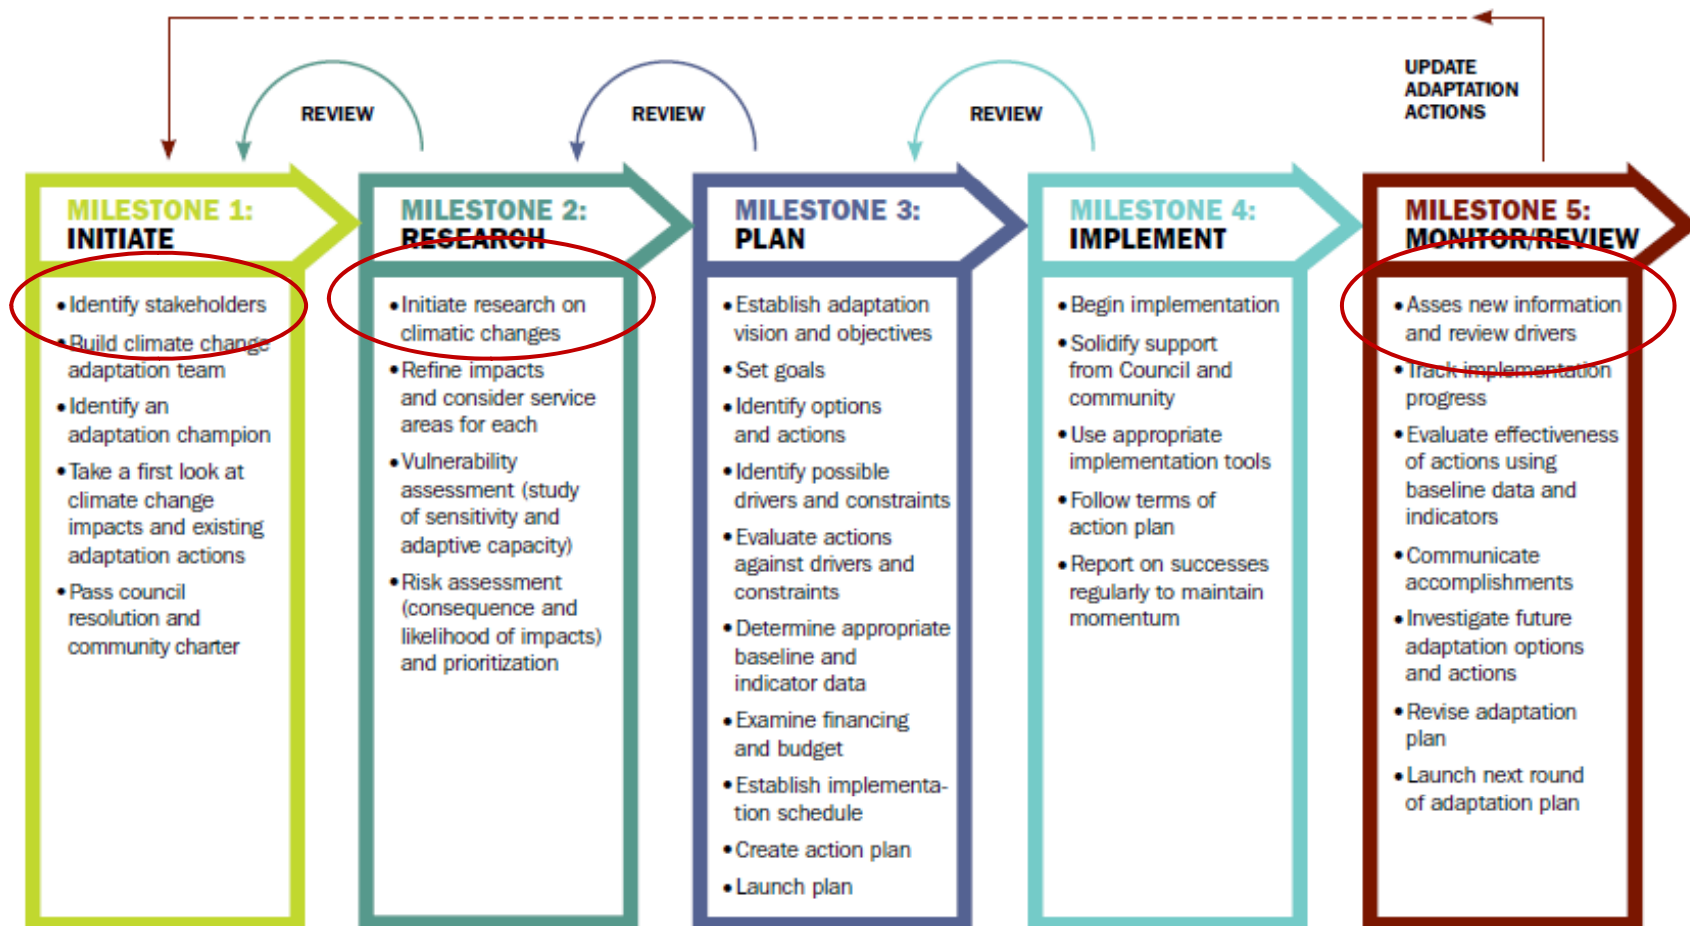 UPDATE
ADAPTATION
ACTIONS
REVIEW
REVIEW
REVIEW
MILESTONE 1:
INITIATE
• Identify stakeholders
• Build climate change
adaptation team
• Identify an
adaptation champion
• Take a first look at
climate change
impacts and existing
adaptation actions
• Pass council
resolution and
community charter
MILESTONE 2:
RESEARCH
• Initiate research on
climatic changes
• Refine impacts
and consider service
areas for each
• Vulnerability
assessment (study
of sensitivity and
adaptive capacity)
• Risk assessment
(consequence and
likelihood of impacts)
and prioritization
MILESTONE 3:
PLAN
• Establish adaptation
vision and objectives
• Set goals
• Identify options
and actions
• Identify possible
drivers and constraints
• Evaluate actions
against drivers and
constraints
• Determine appropriate
baseline and
indicator data
• Examine financing
and budget
• Establish implementa-
tion schedule
• Create action plan
• Launch plan
MILESTONE 4:
IMPLEMENT
• Begin implementation
• Solidify support
from Council and
community
• Use appropriate
implementation tools
• Follow terms of
action plan
• Report on successes
regularly to maintain
momentum
MILESTONE 5:
MONITOR/REVIEW
• Asses new information
and review drivers
• Track implementation
progress
• Evaluate effectiveness
of actions using
baseline data and
indicators
• Communicate
accomplishments
• Investigate future
adaptation options
and actions
• Revise adaptation
plan
• Launch next round
of adaptation plan